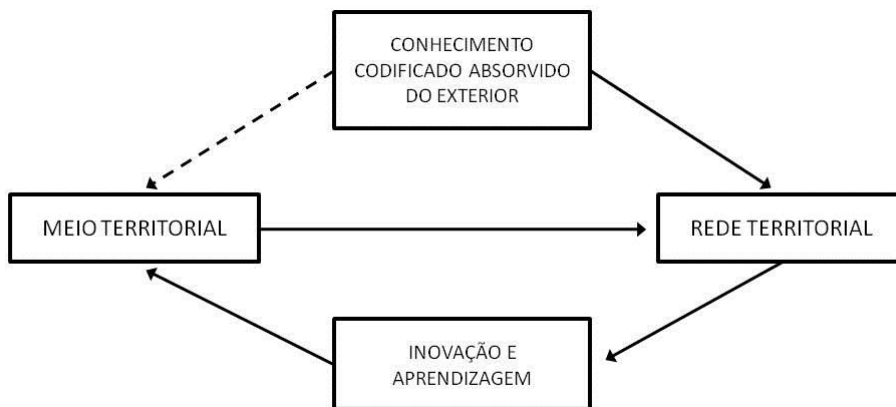 CONHECIMENTO
CODIFICADO ABSORVIDO
DO EXTERIOR
MEIO TERRITORIAL
REDE TERRITORIAL
INOVAÇÃO E
APRENDIZAGEM